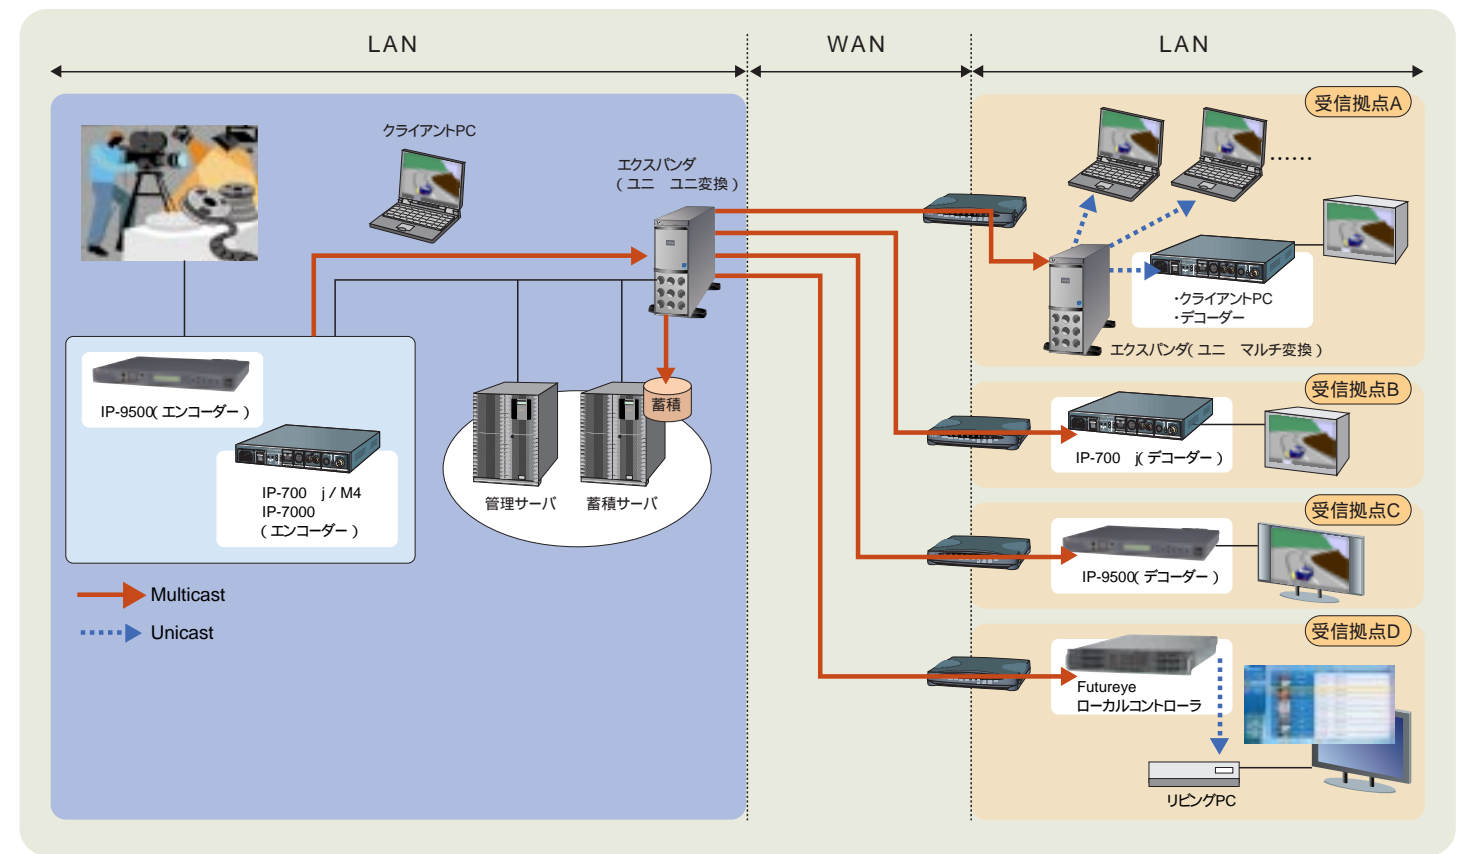 LAN
WAN
LAN
クライアントPC
エクスパンダ
(ユニ　ユニ変換)
IP-9500(エンコーダー)
IP-700　j / M4
IP-7000
(エンコーダー)
管理サーバ
蓄積サーバ
蓄積
Multicast
Unicast
受信拠点A
……
・クライアントPC
・デコーダー
エクスパンダ(ユニ　マルチ変換)
受信拠点B
IP-700　j(デコーダー)
受信拠点C
IP-9500(デコーダー)
受信拠点D
Futureye
ローカルコントローラ
リビングPC